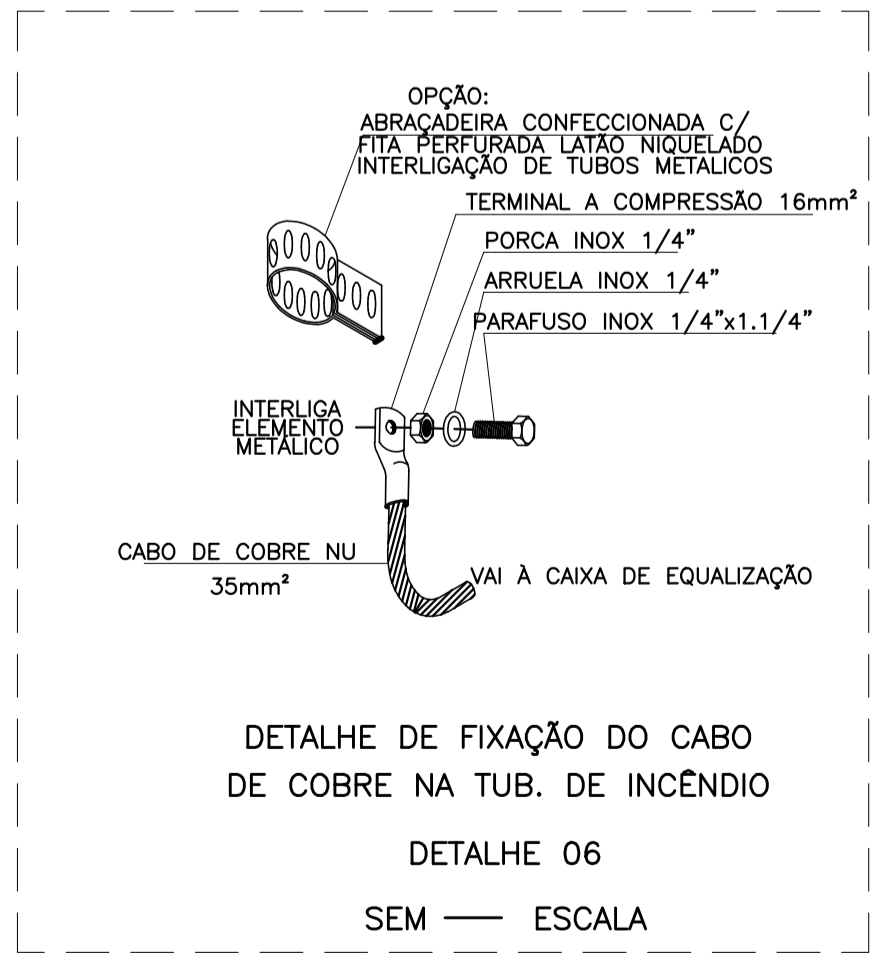 OPÇÃO:
ABRAÇADEIRA CONFECCIONADA C/
FITA PERFURADA LATÃO NIQUELADO
INTERLIGAÇÃO DE TUBOS METALICOS
TERMINAL A COMPRESSÃO 16mm²
PORCA INOX 1/4”
ARRUELA INOX 1/4”
PARAFUSO INOX 1/4”x1.1/4”
INTERLIGA
ELEMENTO
METÁLICO
CABO DE COBRE NU
35mm²
VAI À CAIXA DE EQUALIZAÇÃO
DETALHE DE FIXAÇÃO DO CABO
DE COBRE NA TUB. DE INCÊNDIO
DETALHE 06
SEM — ESCALA